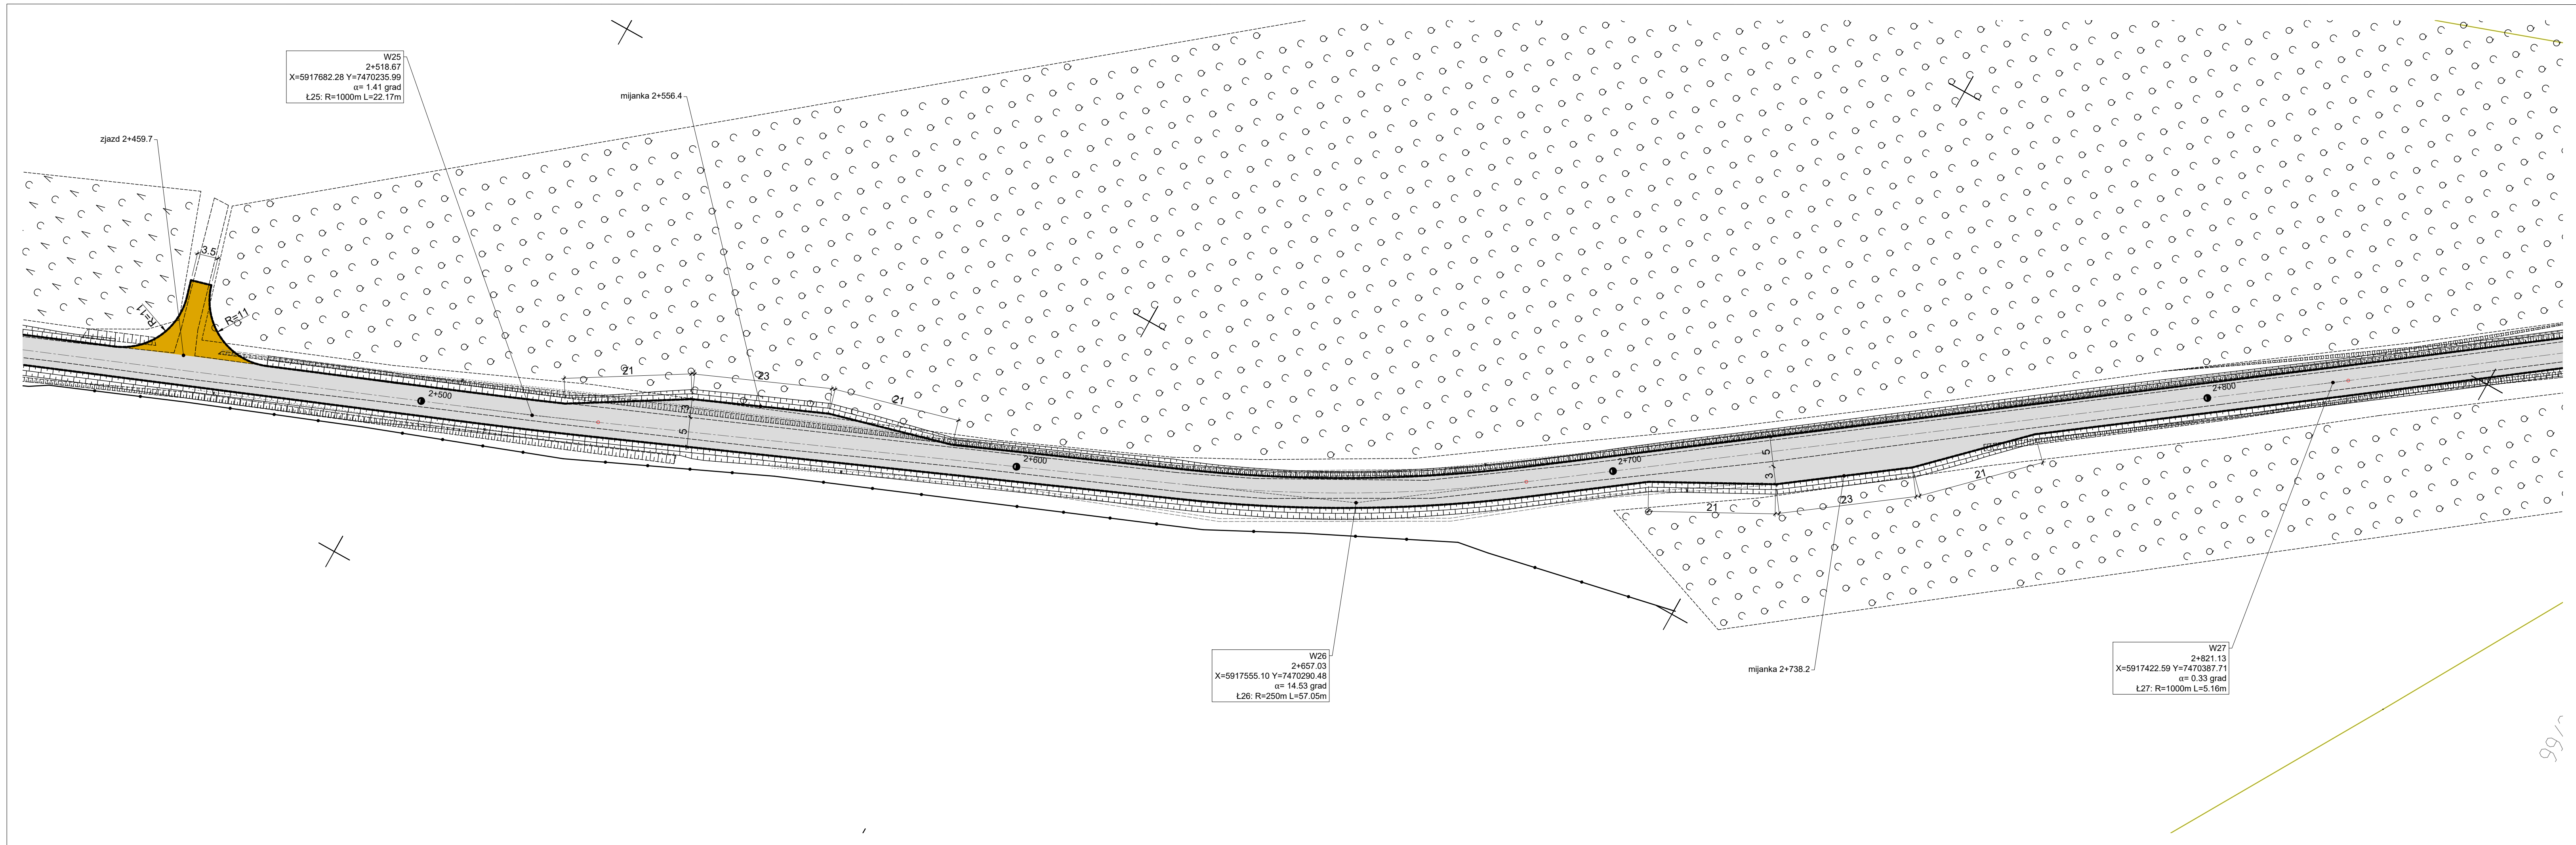 W25
2+518.67
X=5917682.28 Y=7470235.99
α= 1.41 grad
Ł25: R=1000m L=22.17m
mijanka 2+556.4
zjazd 2+459.7
3.5
R=11
R=11
2+500
21
23
21
3
5
2+600
2+700
5
3
21
23
21
2+800
W26
2+657.03
X=5917555.10 Y=7470290.48
α= 14.53 grad
Ł26: R=250m L=57.05m
mijanka 2+738.2
W27
2+821.13
X=5917422.59 Y=7470387.71
α= 0.33 grad
Ł27: R=1000m L=5.16m